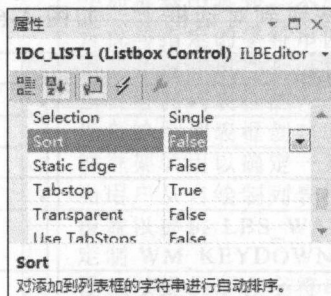 属性
IDC_LIST1 (Listbox Control) ILBEditor
Selection Single
Sort False
Static Edge False
Tabstop True
Transparent False
Use TabStops False
Sort
对添加到列表框的字符串进行自动排序。